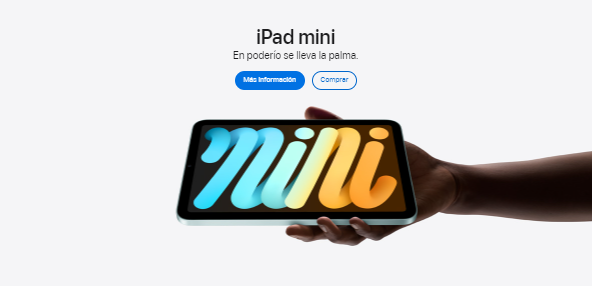 iPad mini
En poderío se lleva la palma.
Más información
Comprar
mini